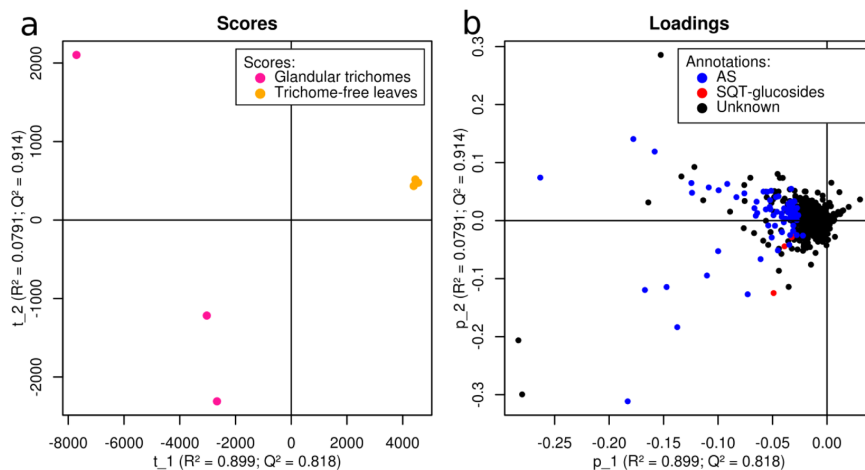 a
Scores
2000
1000
0
-1000
-2000
t_2 (R² = 0.0791; Q² = 0.914)
Scores:
Glandular trichomes
Trichome-free leaves
-8000 -6000 -4000 -2000 0 2000 4000
t_1 (R² = 0.899; Q² = 0.818)
b
Loadings
0.3
0.2
0.1
0.0
-0.1
-0.2
-0.3
p_2 (R² = 0.0791; Q² = 0.914)
Annotations:
AS
SQT-glucosides
Unknown
-0.25 -0.20 -0.15 -0.10 -0.05 0.00
p_1 (R² = 0.899; Q² = 0.818)